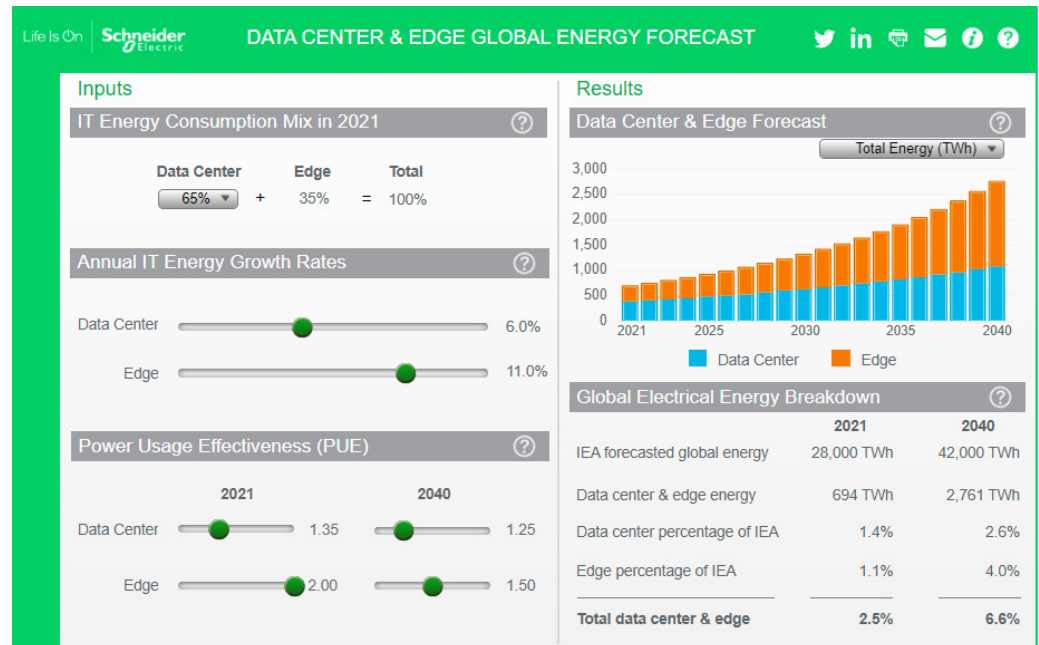 Life Is On Schneider Electric DATA CENTER & EDGE GLOBAL ENERGY FORECAST
Inputs
IT Energy Consumption Mix in 2021 ?
Data Center Edge Total
65% + 35% = 100%
Annual IT Energy Growth Rates ?
Data Center 6.0%
Edge 11.0%
Power Usage Effectiveness (PUE) ?
2021 2040
Data Center 1.35 1.25
Edge 2.00 1.50
Results
Data Center & Edge Forecast ?
Total Energy (TWh)
3,000
2,500
2,000
1,500
1,000
500
0
2021 2025 2030 2035 2040
Data Center Edge
Global Electrical Energy Breakdown ?
2021 2040
IEA forecasted global energy 28,000 TWh 42,000 TWh
Data center & edge energy 694 TWh 2,761 TWh
Data center percentage of IEA 1.4% 2.6%
Edge percentage of IEA 1.1% 4.0%
Total data center & edge 2.5% 6.6%